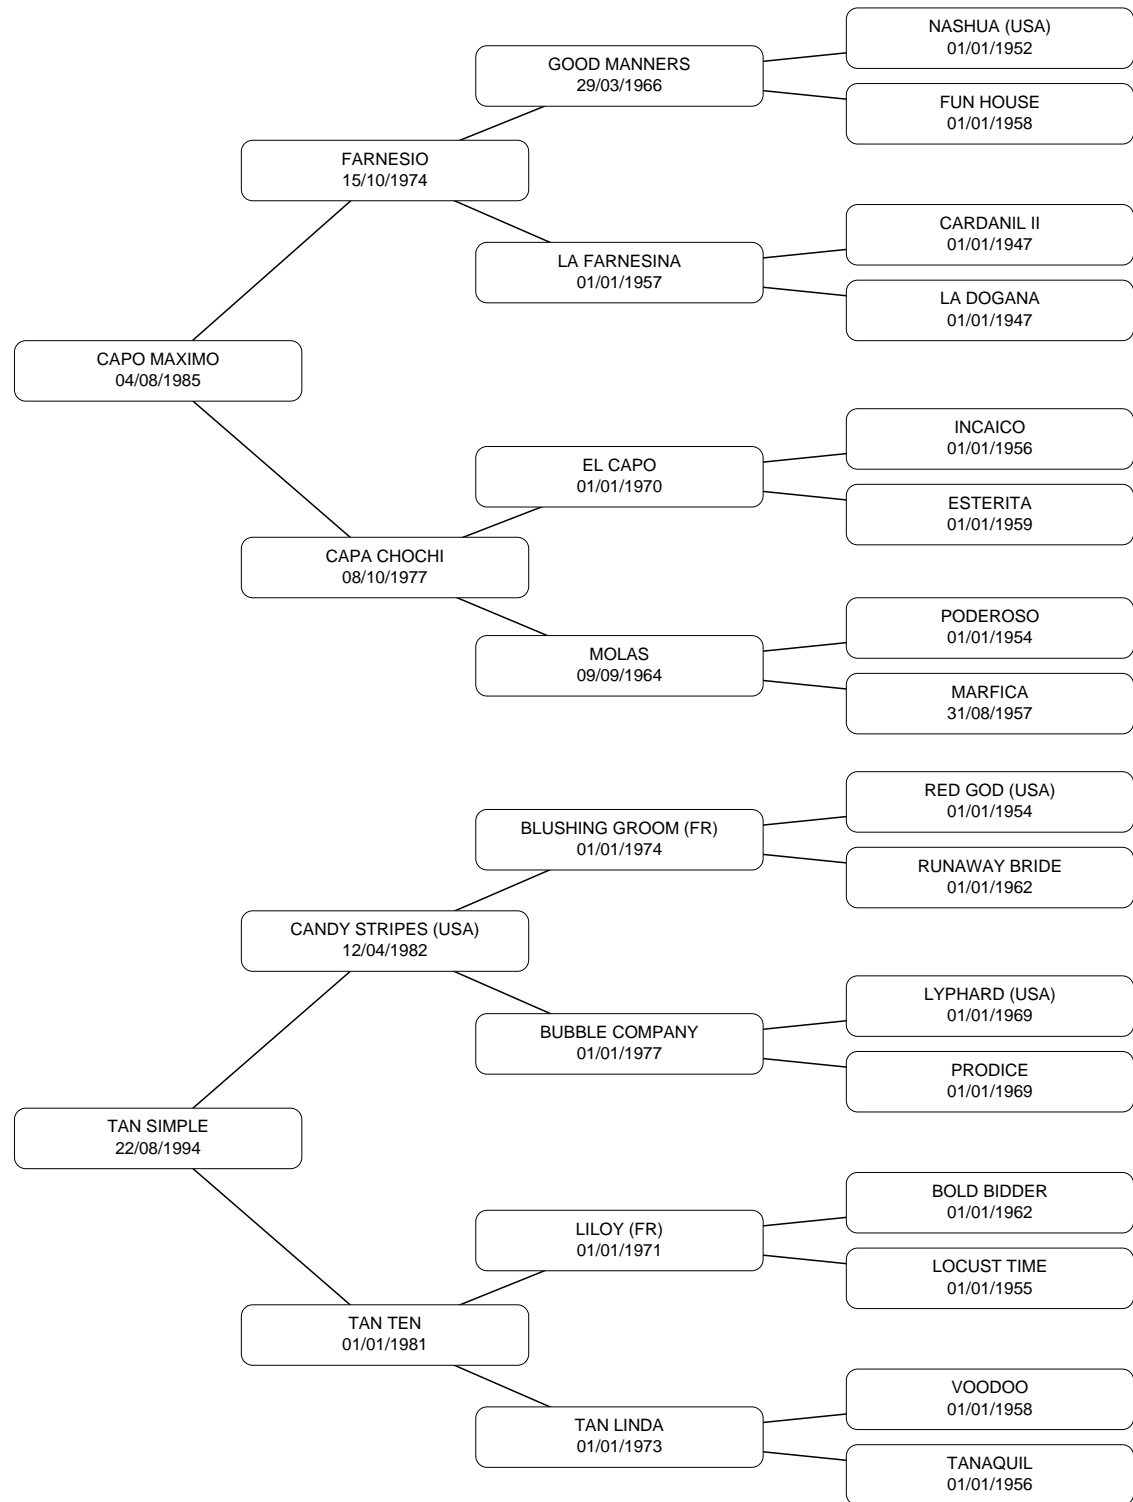 NASHUA (USA)
01/01/1952
GOOD MANNERS
29/03/1966
FUN HOUSE
01/01/1958
FARNESIO
15/10/1974
CARDANIL II
01/01/1947
LA FARNESINA
01/01/1957
LA DOGANA
01/01/1947
CAPO MAXIMO
04/08/1985
INCAICO
01/01/1956
EL CAPO
01/01/1970
ESTERITA
01/01/1959
CAPA CHOCHI
08/10/1977
PODEROSO
01/01/1954
MOLAS
09/09/1964
MARFICA
31/08/1957
RED GOD (USA)
01/01/1954
BLUSHING GROOM (FR)
01/01/1974
RUNAWAY BRIDE
01/01/1962
CANDY STRIPES (USA)
12/04/1982
LYPHARD (USA)
01/01/1969
BUBBLE COMPANY
01/01/1977
PRODICE
01/01/1969
TAN SIMPLE
22/08/1994
BOLD BIDDER
01/01/1962
LILOY (FR)
01/01/1971
LOCUST TIME
01/01/1955
TAN TEN
01/01/1981
VOODOO
01/01/1958
TAN LINDA
01/01/1973
TANAQUIL
01/01/1956